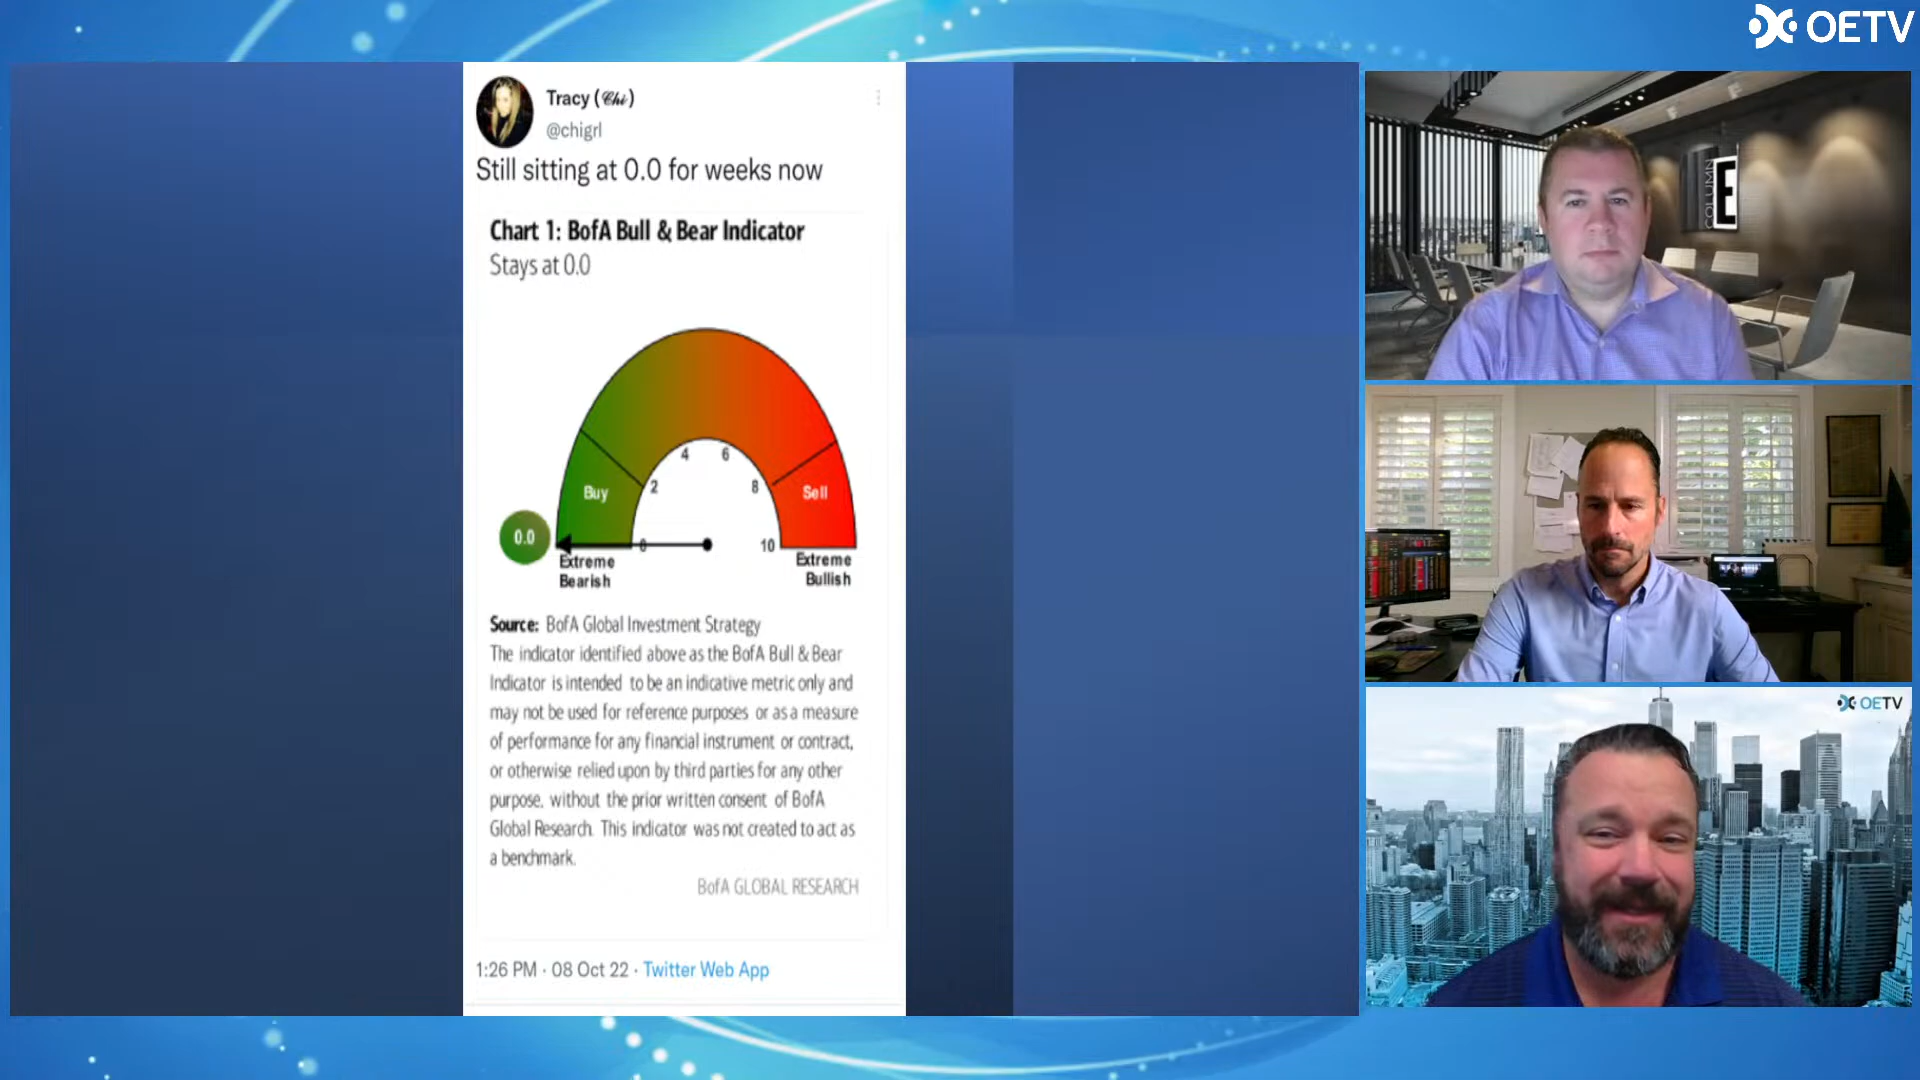 OETV
Tracy (Chi)
@chigrl
Still sitting at 0.0 for weeks now
Chart 1: BofA Bull & Bear Indicator
Stays at 0.0
4 6
Buy 2 8 Sell
0.0 0 10
Extreme Bearish
Extreme Bullish
Source: BofA Global Investment Strategy
The indicator identified above as the BofA Bull & Bear
Indicator is intended to be an indicative metric only and
may not be used for reference purposes or as a measure
of performance for any financial instrument or contract,
or otherwise relied upon by third parties for any other
purpose, without the prior written consent of BofA
Global Research. This indicator was not created to act as
a benchmark.
BofA GLOBAL RESEARCH
1:26 PM · 08 Oct 22 · Twitter Web App
COLUMN
E
OETV